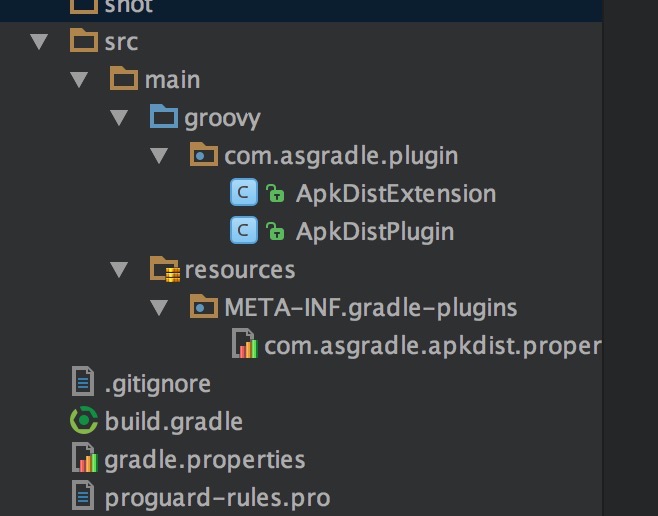 shot
src
main
groovy
com.asgradle.plugin
C ApkDistExtension
C ApkDistPlugin
resources
META-INF.gradle-plugins
com.asgradle.apkdist.proper
.gitignore
build.gradle
gradle.properties
proguard-rules.pro